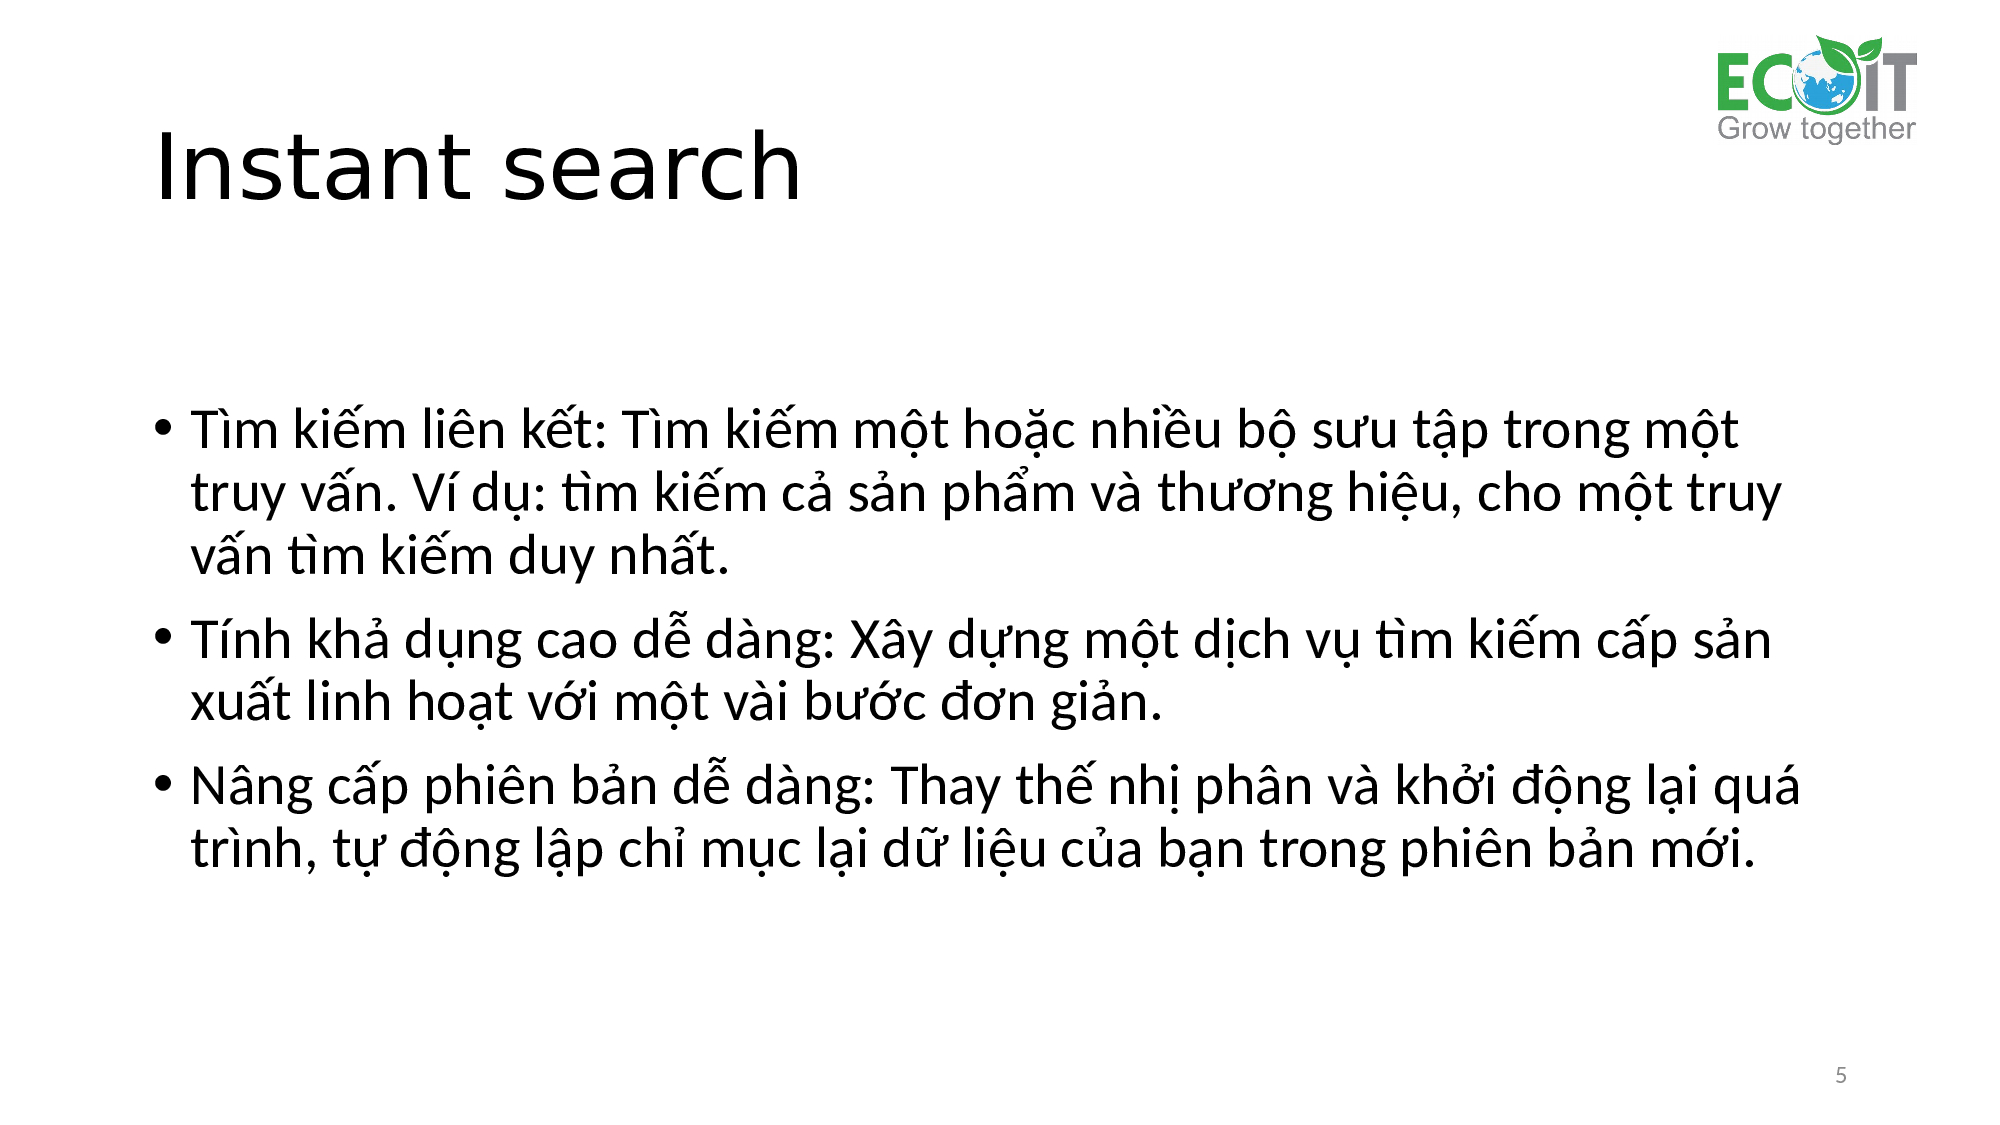 ECOIT
Grow together
Instant search
• Tìm kiếm liên kết: Tìm kiếm một hoặc nhiều bộ sưu tập trong một
truy vấn. Ví dụ: tìm kiếm cả sản phẩm và thương hiệu, cho một truy
vấn tìm kiếm duy nhất.
• Tính khả dụng cao dễ dàng: Xây dựng một dịch vụ tìm kiếm cấp sản
xuất linh hoạt với một vài bước đơn giản.
• Nâng cấp phiên bản dễ dàng: Thay thế nhị phân và khởi động lại quá
trình, tự động lập chỉ mục lại dữ liệu của bạn trong phiên bản mới.
5